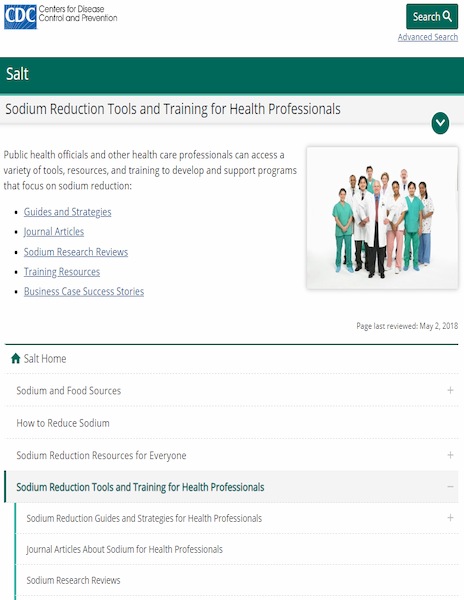 CDC Centers for Disease
Control and Prevention
Search
Advanced Search
Salt
Sodium Reduction Tools and Training for Health Professionals
Public health officials and other health care professionals can access a
variety of tools, resources, and training to develop and support programs
that focus on sodium reduction:
• Guides and Strategies
• Journal Articles
• Sodium Research Reviews
• Training Resources
• Business Case Success Stories
Page last reviewed: May 2, 2018
Salt Home
Sodium and Food Sources +
How to Reduce Sodium
Sodium Reduction Resources for Everyone +
Sodium Reduction Tools and Training for Health Professionals −
Sodium Reduction Guides and Strategies for Health Professionals +
Journal Articles About Sodium for Health Professionals
Sodium Research Reviews